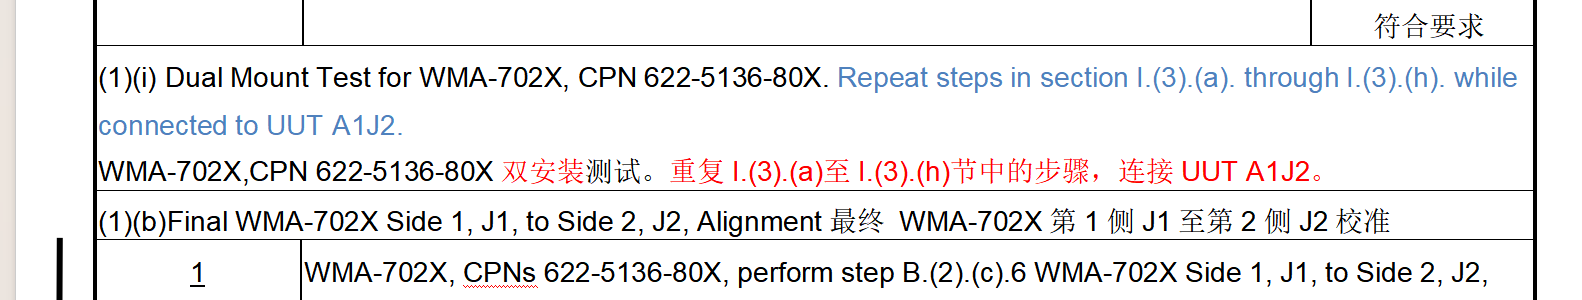 符合要求
(1)(i) Dual Mount Test for WMA-702X, CPN 622-5136-80X. Repeat steps in section I.(3).(a). through I.(3).(h). while
connected to UUT A1J2.
WMA-702X,CPN 622-5136-80X 双安装测试。重复 I.(3).(a)至 I.(3).(h)节中的步骤，连接 UUT A1J2。
(1)(b)Final WMA-702X Side 1, J1, to Side 2, J2, Alignment 最终 WMA-702X 第 1 侧 J1 至第 2 侧 J2 校准
1
WMA-702X, CPNs 622-5136-80X, perform step B.(2).(c).6 WMA-702X Side 1, J1, to Side 2, J2,